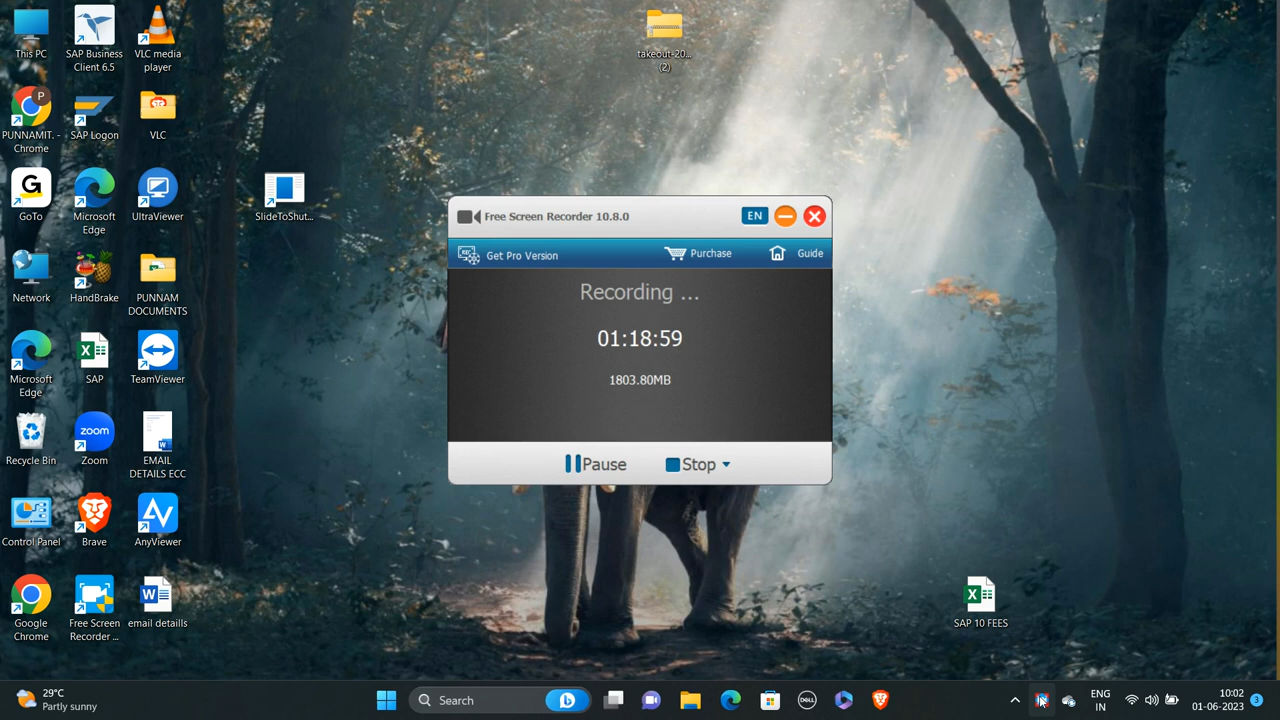 This PC
SAP Business
Client 6.5
VLC media
player
takeout-20...
(2)
P
PUNNAMIT. -
Chrome
SAP Logon
VLC
G
GoTo
Microsoft
Edge
UltraViewer
SlideToShut...
Free Screen Recorder 10.8.0
EN
Get Pro Version
Purchase
Guide
Recording ...
01:18:59
1803.80MB
Pause
Stop
Network
HandBrake
PUNNAM
DOCUMENTS
Microsoft
Edge
SAP
TeamViewer
Recycle Bin
zoom
Zoom
EMAIL
DETAILS ECC
Control Panel
Brave
AnyViewer
Google
Chrome
Free Screen
Recorder ...
email detaills
SAP 10 FEES
29°C
Partly sunny
Search
DELL
ENG
IN
10:02
01-06-2023
3